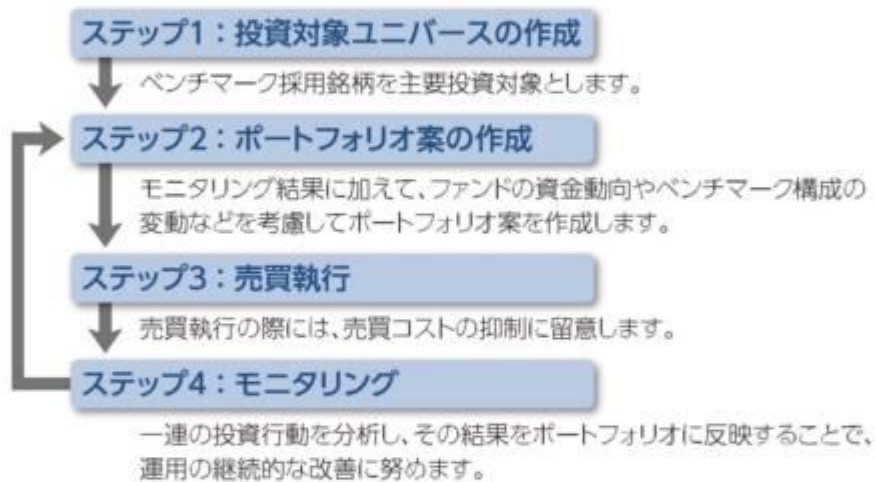 ステップ1：投資対象ユニバースの作成
ベンチマーク採用銘柄を主要投資対象とします。
ステップ2：ポートフォリオ案の作成
モニタリング結果に加えて、ファンドの資金動向やベンチマーク構成の
変動などを考慮してポートフォリオ案を作成します。
ステップ3：売買執行
売買執行の際には、売買コストの抑制に留意します。
ステップ4：モニタリング
一連の投資行動を分析し、その結果をポートフォリオに反映することで、
運用の継続的な改善に努めます。